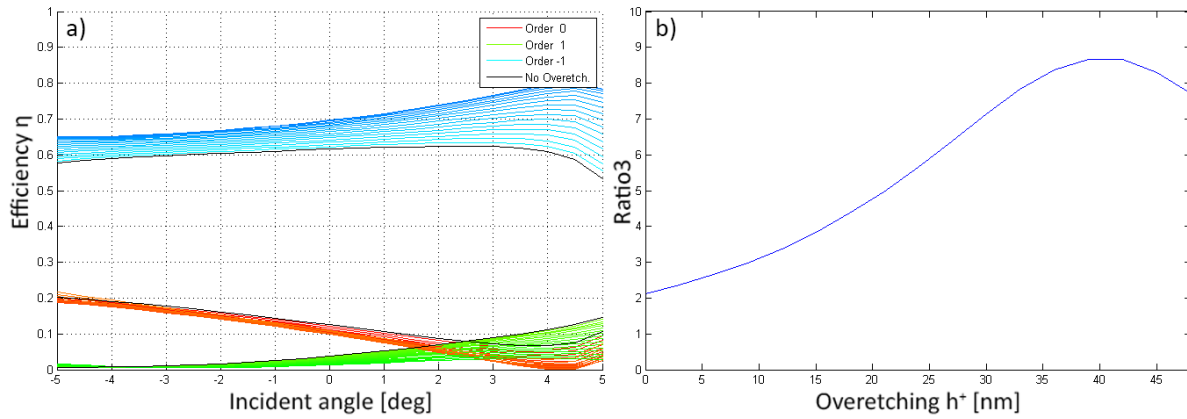 a)
Efficiency η
1
0.9
0.8
0.7
0.6
0.5
0.4
0.3
0.2
0.1
0
-5 -4 -3 -2 -1 0 1 2 3 4 5
Incident angle [deg]
Order 0
Order 1
Order -1
No Overetch.
b)
Ratio3
10
9
8
7
6
5
4
3
2
1
0
0 5 10 15 20 25 30 35 40 45
Overetching h⁺ [nm]